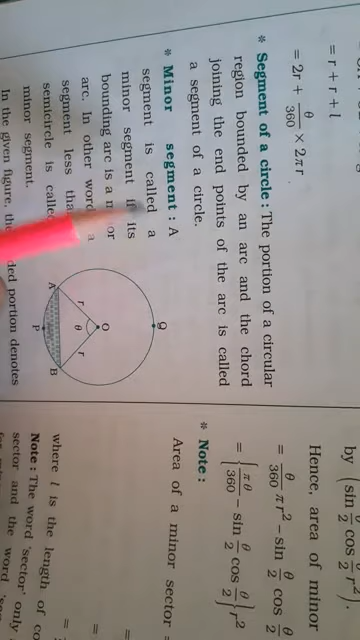 = r + r + l
= 2r + θ/360 × 2πr.
* Segment of a circle : The portion of a circular
region bounded by an arc and the chord
joining the end points of the arc is called
a segment of a circle.
* Minor segment : A
segment is called a
minor segment if its
bounding arc is a minor
arc. In other word a
segment less
semicircle is called
minor segment.
In the given figure, the ded portion denotes
Q
O
θ
r
r
A
B
P
by (sin θ/2 cos θ/2 r²).
Hence, area of minor
= θ/360 πr² − sin θ/2 cos θ/2
= {πθ/360 − sin θ/2 cos θ/2} r²
* Note :
Area of a minor sector =
=
=
where l is the length of
Note : The word 'sector' only
sector and the word